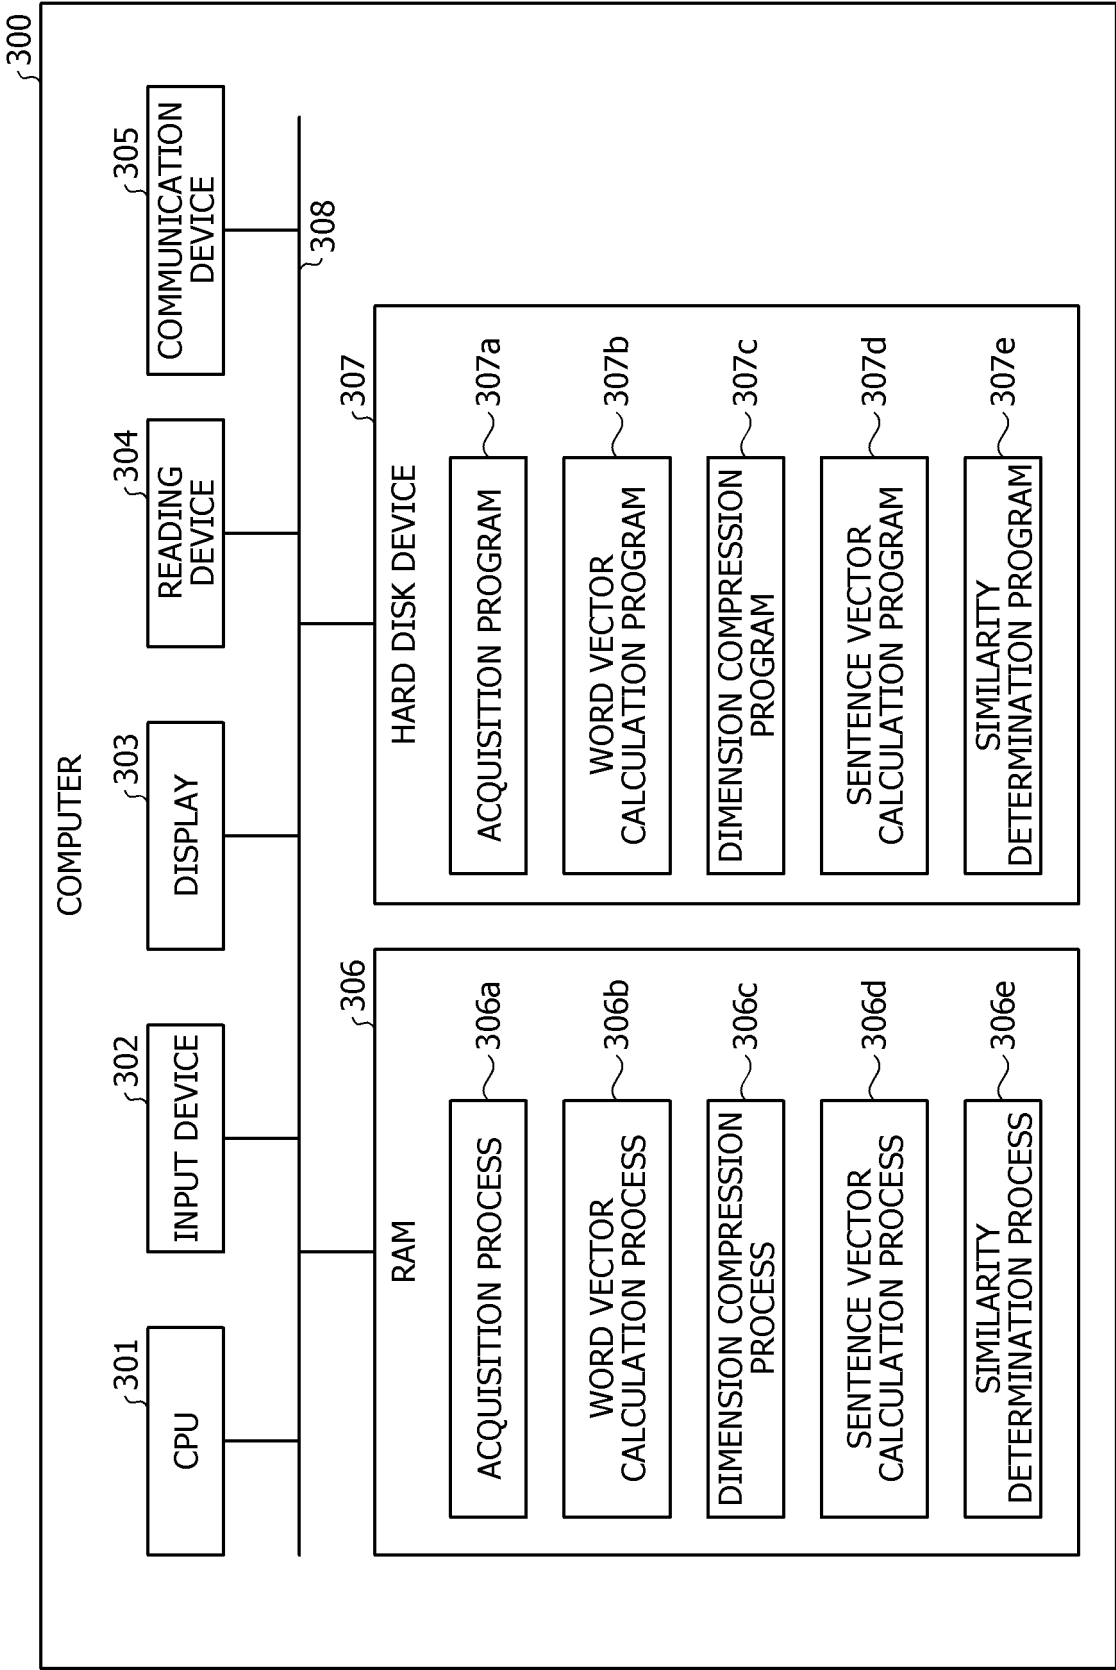 300
COMPUTER
301
CPU
302
INPUT DEVICE
303
DISPLAY
304
READING
DEVICE
305
COMMUNICATION
DEVICE
308
306
RAM
ACQUISITION PROCESS
306a
WORD VECTOR
CALCULATION PROCESS
306b
DIMENSION COMPRESSION
PROCESS
306c
SENTENCE VECTOR
CALCULATION PROCESS
306d
SIMILARITY
DETERMINATION PROCESS
306e
307
HARD DISK DEVICE
ACQUISITION PROGRAM
307a
WORD VECTOR
CALCULATION PROGRAM
307b
DIMENSION COMPRESSION
PROGRAM
307c
SENTENCE VECTOR
CALCULATION PROGRAM
307d
SIMILARITY
DETERMINATION PROGRAM
307e